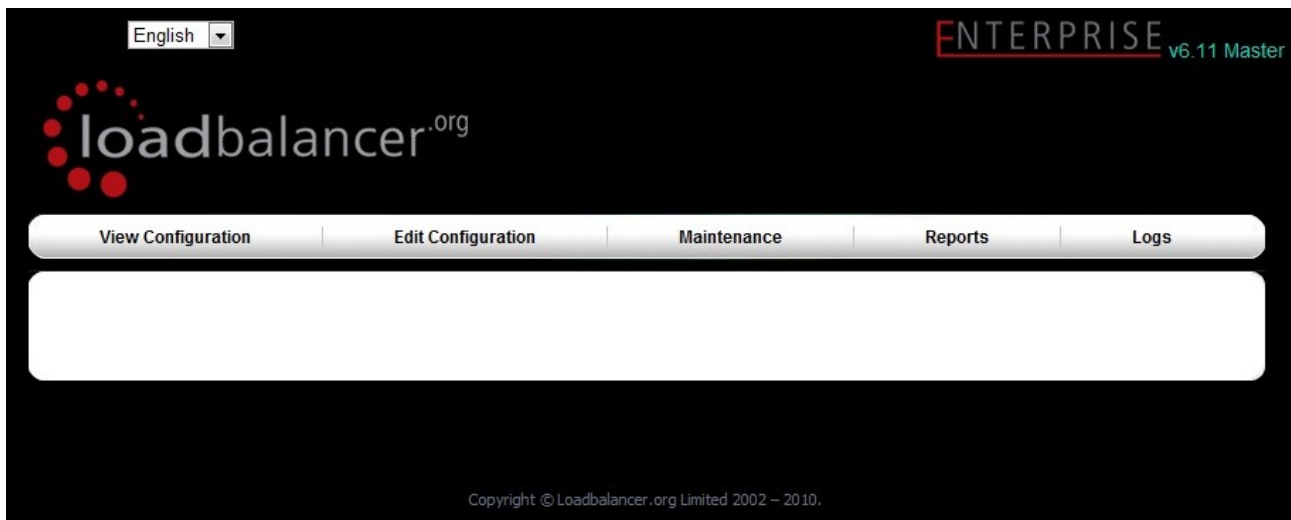 English
ENTERPRISE v6.11 Master
loadbalancer.org
View Configuration Edit Configuration Maintenance Reports Logs
Copyright © Loadbalancer.org Limited 2002 – 2010.